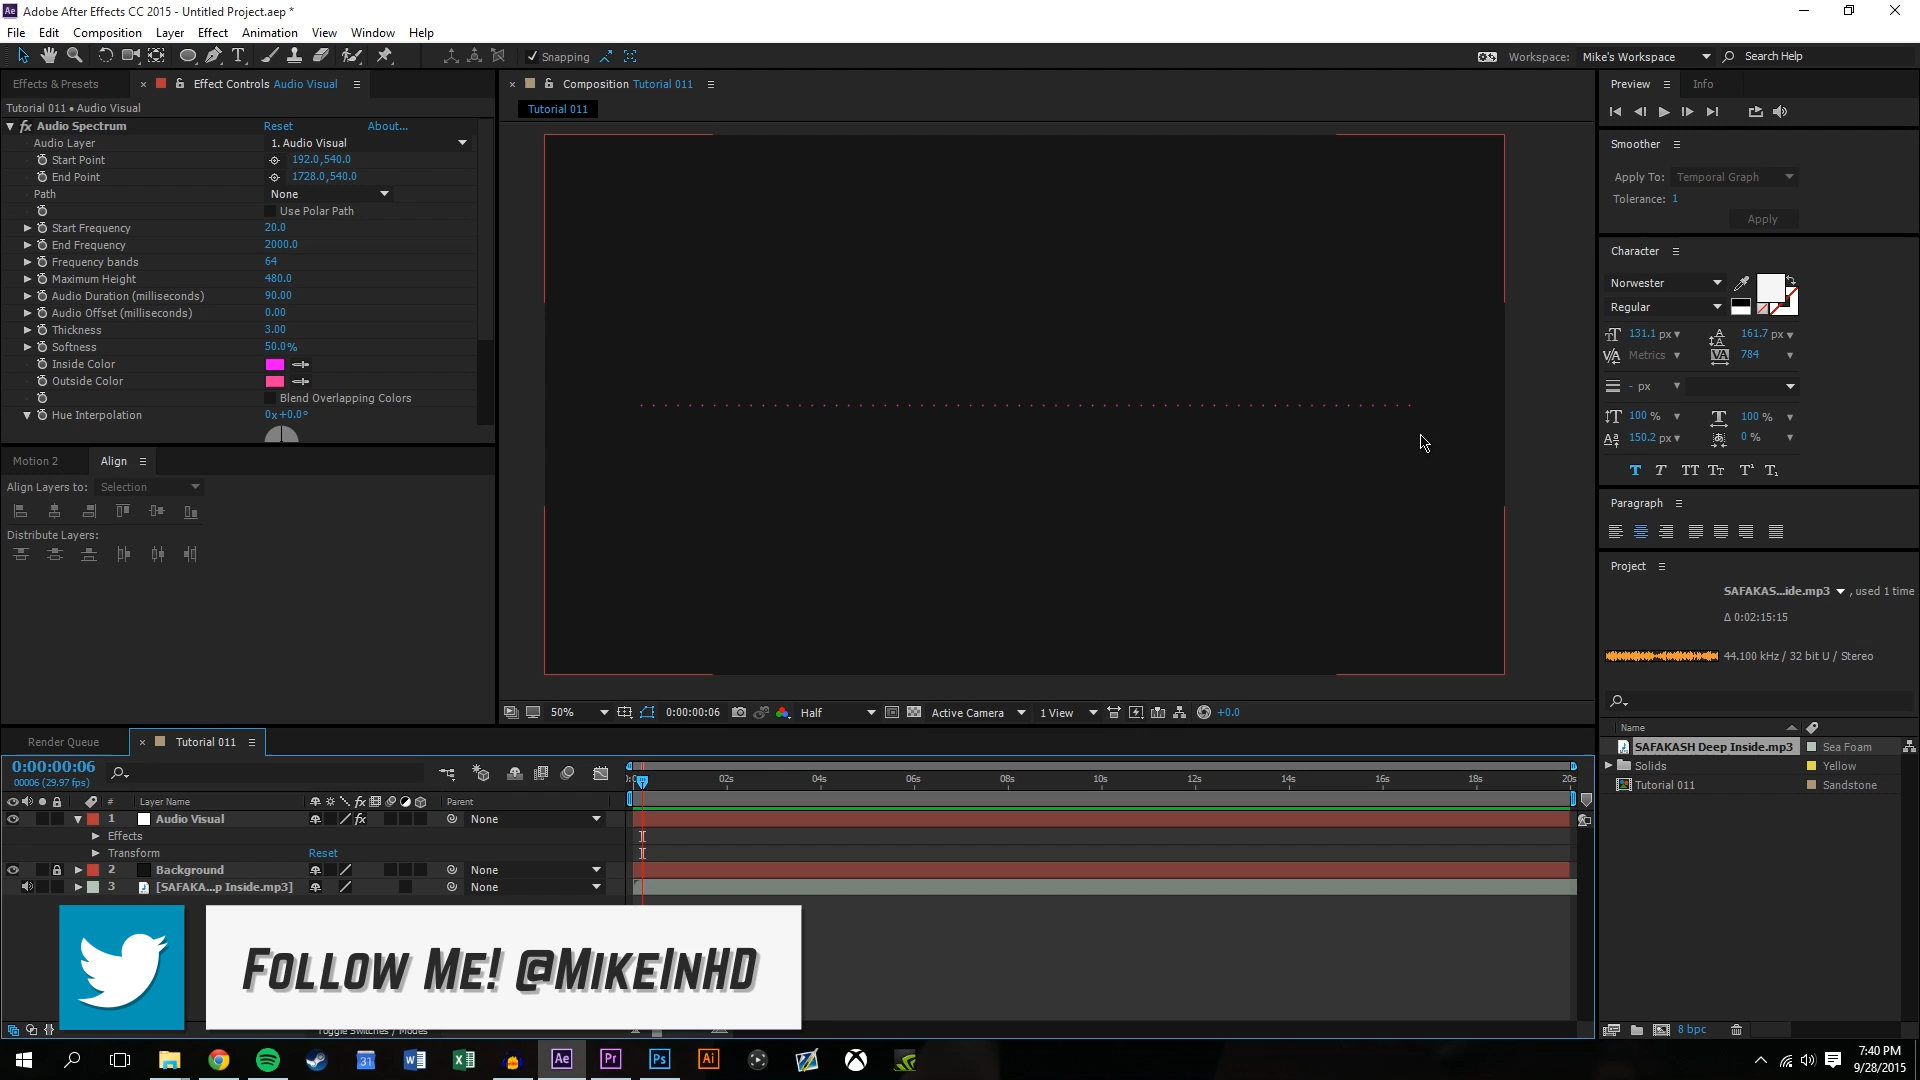 Adobe After Effects CC 2015 - Untitled Project.aep *
File Edit Composition Layer Effect Animation View Window Help
Snapping
Workspace: Mike's Workspace Search Help
Effects & Presets
Effect Controls Audio Visual
Composition Tutorial 011
Preview Info
Tutorial 011 • Audio Visual
Tutorial 011
fx Audio Spectrum Reset About...
Audio Layer 1. Audio Visual
Start Point 192.0,540.0
End Point 1728.0,540.0
Path None
Use Polar Path
Start Frequency 20.0
End Frequency 2000.0
Frequency bands 64
Maximum Height 480.0
Audio Duration (milliseconds) 90.00
Audio Offset (milliseconds) 0.00
Thickness 3.00
Softness 50.0%
Inside Color
Outside Color
Blend Overlapping Colors
Hue Interpolation 0x+0.0°
Smoother
Apply To: Temporal Graph
Tolerance: 1
Apply
Character
Norwester
Regular
131.1 px 161.7 px
Metrics 784
- px
100 % 100 %
150.2 px 0 %
T T TT TT T¹ T₁
Paragraph
Motion 2 Align
Align Layers to: Selection
Distribute Layers:
Project
SAFAKAS...ide.mp3 , used 1 time
Δ 0:02:15:15
44.100 kHz / 32 bit U / Stereo
50% 0:00:00:06 Half Active Camera 1 View +0.0
Name
SAFAKASH Deep Inside.mp3 Sea Foam
Solids Yellow
Tutorial 011 Sandstone
8 bpc
Render Queue Tutorial 011
0:00:00:06
00006 (29.97 fps)
02s 04s 06s 08s 10s 12s 14s 16s 18s 20s
# Layer Name Parent
1 Audio Visual fx None
Effects
Transform Reset
2 Background None
3 [SAFAKA...p Inside.mp3] None
Follow Me! @MikeInHD
Toggle Switches / Modes
31 Ae Pr Ps Ai
7:40 PM
9/28/2015